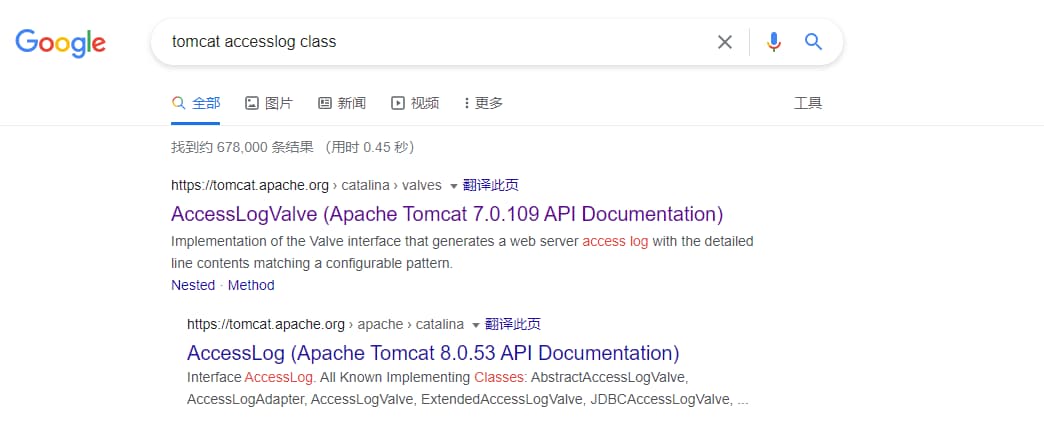 Google
tomcat accesslog class
全部 图片 新闻 视频 更多 工具
找到约 678,000 条结果 （用时 0.45 秒）
https://tomcat.apache.org › catalina › valves 翻译此页
AccessLogValve (Apache Tomcat 7.0.109 API Documentation)
Implementation of the Valve interface that generates a web server access log with the detailed
line contents matching a configurable pattern.
Nested · Method
https://tomcat.apache.org › apache › catalina 翻译此页
AccessLog (Apache Tomcat 8.0.53 API Documentation)
Interface AccessLog. All Known Implementing Classes: AbstractAccessLogValve,
AccessLogAdapter, AccessLogValve, ExtendedAccessLogValve, JDBCAccessLogValve, ...